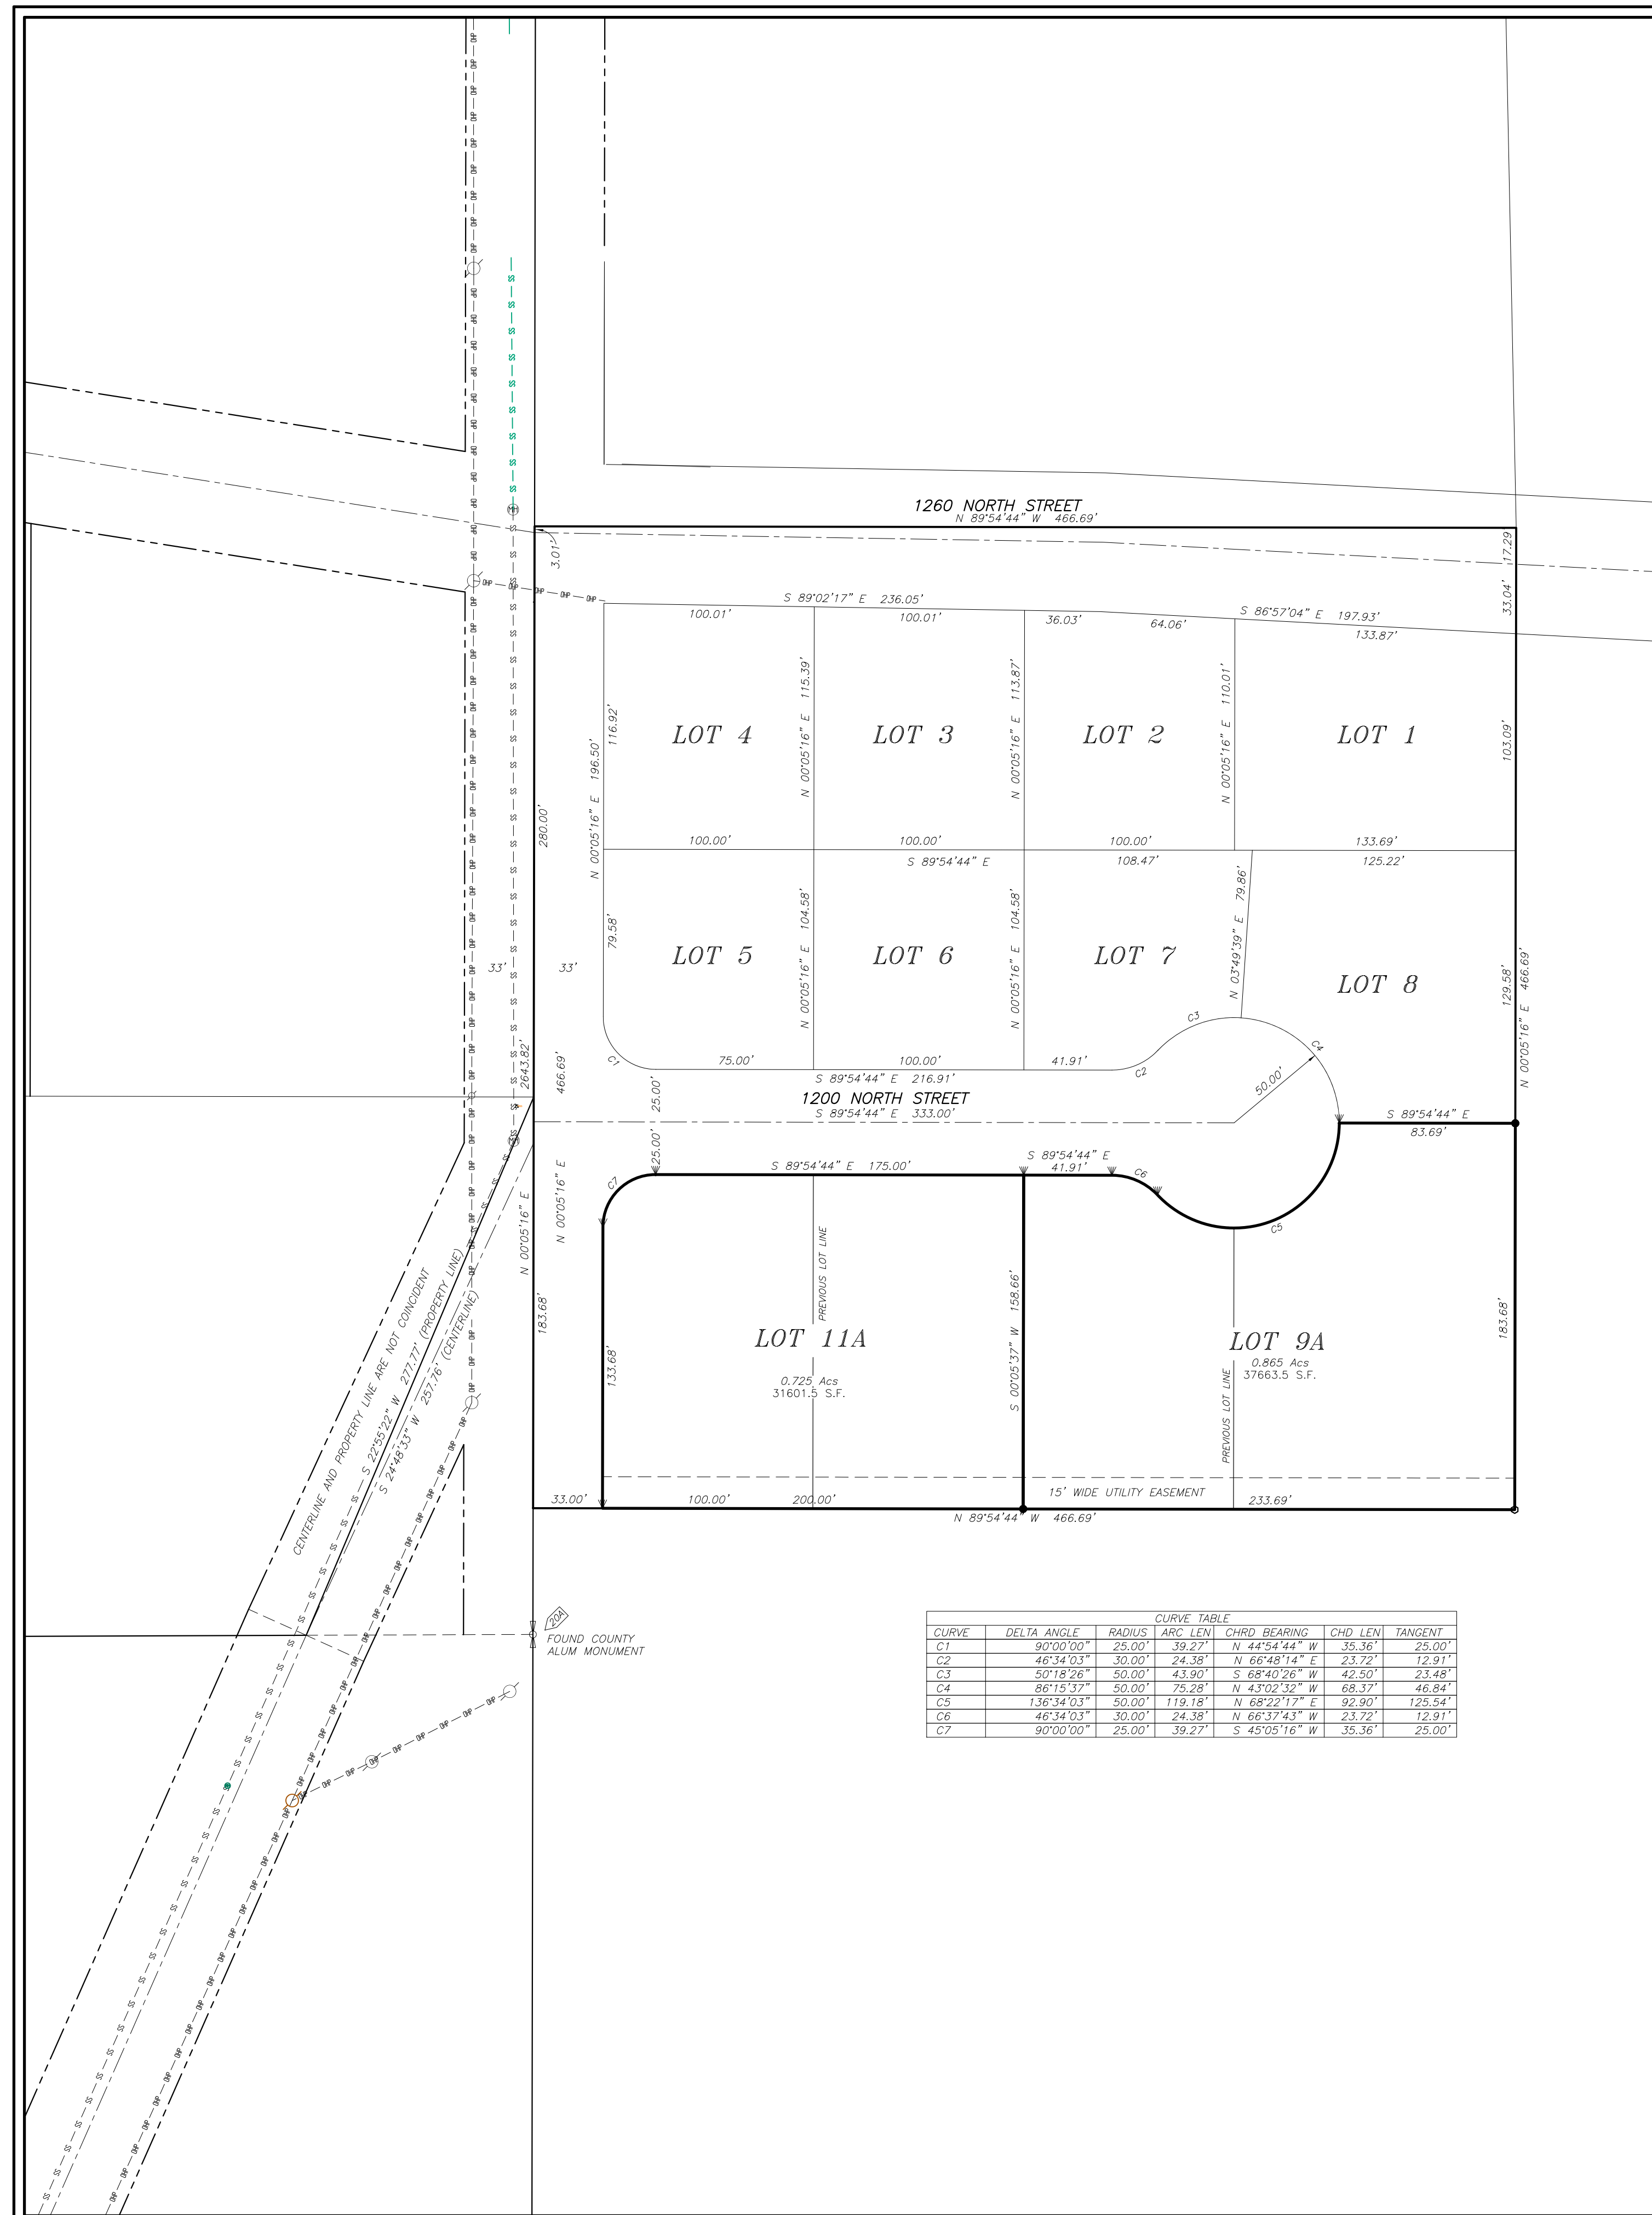 1260 NORTH STREET
N 89°54'44" W 466.69'
3.01'
17.29'
33.04'
S 89°02'17" E 236.05'
S 86°57'04" E 197.93'
100.01'
100.01'
36.03'
64.06'
133.87'
N 00°05'16" E 196.50'
116.92'
N 00°05'16" E 115.39'
N 00°05'16" E 113.87'
N 00°05'16" E 110.01'
103.09'
LOT 4
LOT 3
LOT 2
LOT 1
280.00'
100.00'
100.00'
100.00'
133.69'
S 89°54'44" E
108.47'
125.22'
79.58'
N 00°05'16" E 104.58'
N 00°05'16" E 104.58'
N 03°49'39" E 79.86'
129.58'
N 00°05'16" E 466.69'
LOT 5
LOT 6
LOT 7
LOT 8
33'
33'
2643.82'
466.69'
C1
75.00'
100.00'
41.91'
C2
C3
C4
50.00'
S 89°54'44" E 216.91'
25.00'
1200 NORTH STREET
S 89°54'44" E 333.00'
S 89°54'44" E
83.69'
25.00'
S 89°54'44" E 175.00'
S 89°54'44" E
41.91'
C7
C6
C5
N 00°05'16" E
N 00°05'16" E
PREVIOUS LOT LINE
183.68'
133.68'
S 00°05'37" W 158.66'
183.68'
LOT 11A
0.725 Acs
31601.5 S.F.
LOT 9A
0.865 Acs
37663.5 S.F.
PREVIOUS LOT LINE
CENTERLINE AND PROPERTY LINE ARE NOT COINCIDENT
S 22°55'22" W 277.77' (PROPERTY LINE)
S 24°48'33" W 257.76' (CENTERLINE)
33.00'
100.00'
200.00'
15' WIDE UTILITY EASEMENT
233.69'
N 89°54'44" W 466.69'
20A
FOUND COUNTY
ALUM MONUMENT
CURVE TABLE
CURVE DELTA ANGLE RADIUS ARC LEN CHRD BEARING CHD LEN TANGENT
C1 90°00'00" 25.00' 39.27' N 44°54'44" W 35.36' 25.00'
C2 46°34'03" 30.00' 24.38' N 66°48'14" E 23.72' 12.91'
C3 50°18'26" 50.00' 43.90' S 68°40'26" W 42.50' 23.48'
C4 86°15'37" 50.00' 75.28' N 43°02'32" W 68.37' 46.84'
C5 136°34'03" 50.00' 119.18' N 68°22'17" E 92.90' 125.54'
C6 46°34'03" 30.00' 24.38' N 66°37'43" W 23.72' 12.91'
C7 90°00'00" 25.00' 39.27' S 45°05'16" W 35.36' 25.00'